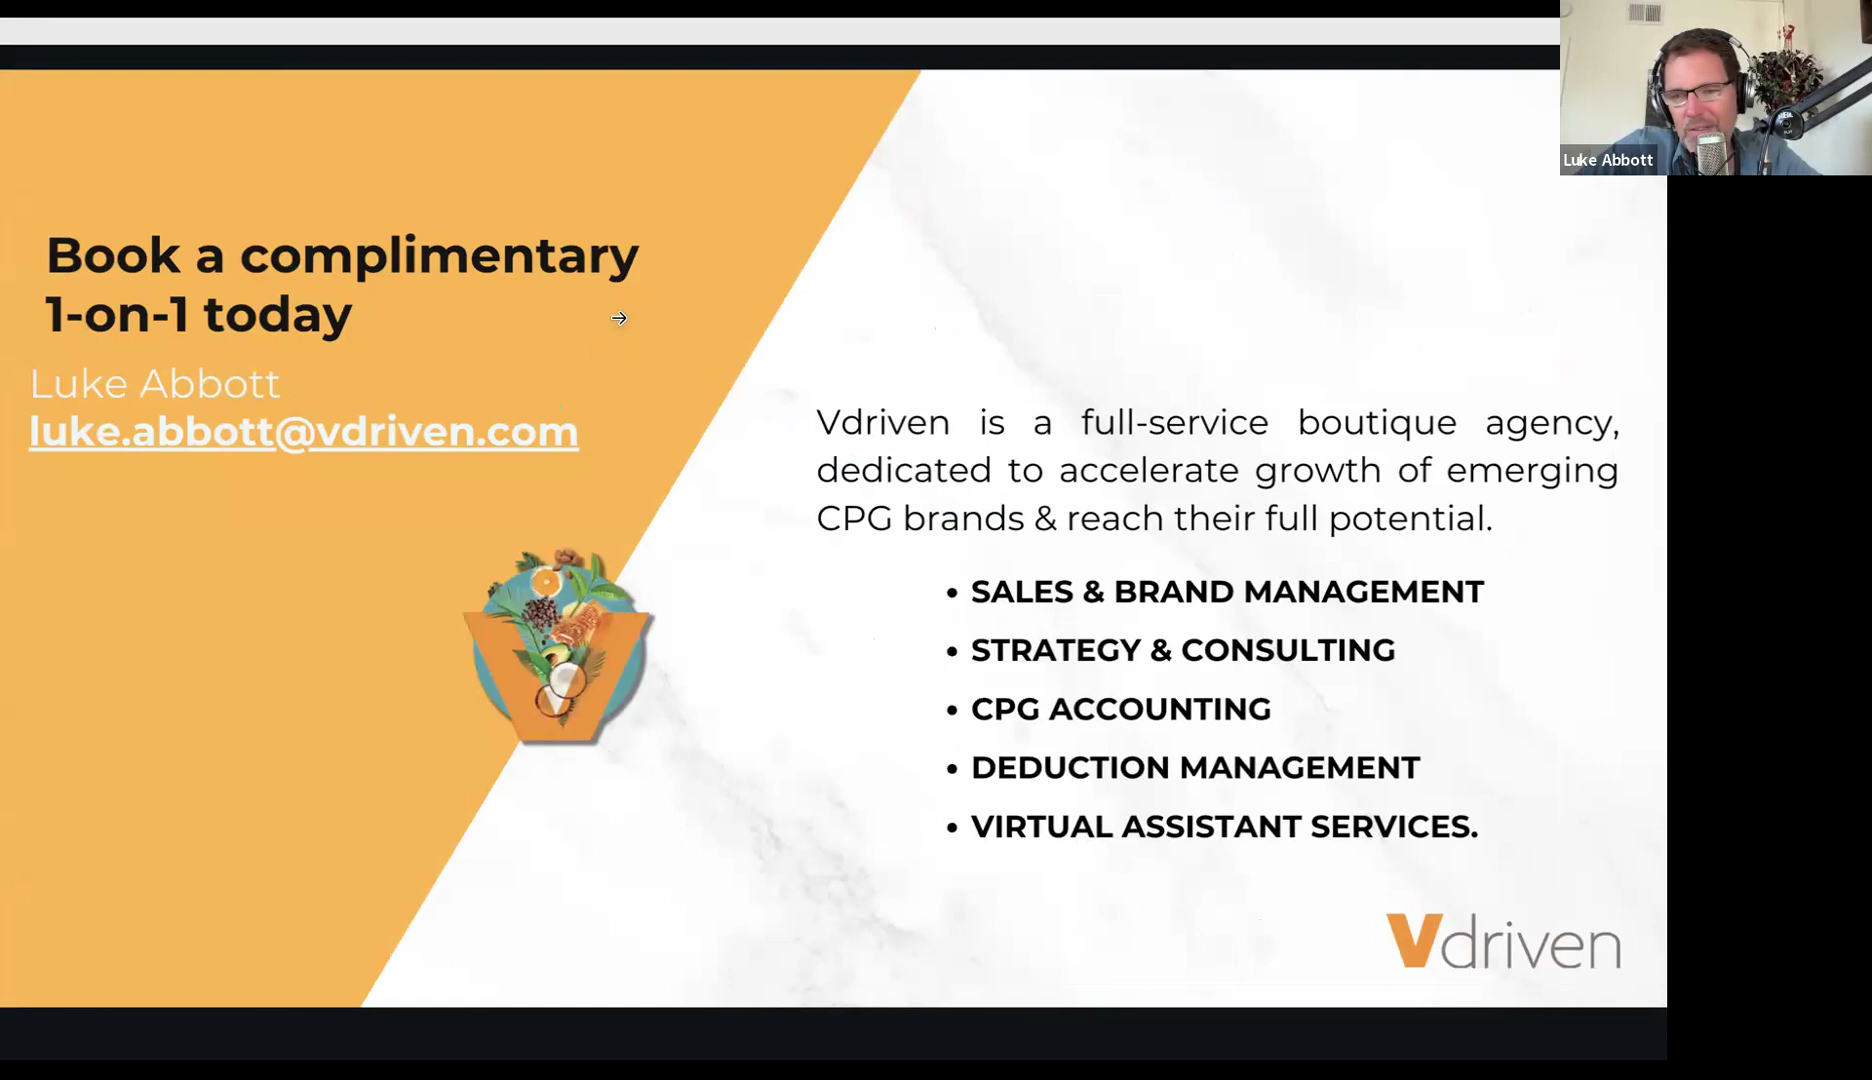 Book a complimentary
1-on-1 today
Luke Abbott
luke.abbott@vdriven.com
Vdriven is a full-service boutique agency,
dedicated to accelerate growth of emerging
CPG brands & reach their full potential.
• SALES & BRAND MANAGEMENT
• STRATEGY & CONSULTING
• CPG ACCOUNTING
• DEDUCTION MANAGEMENT
• VIRTUAL ASSISTANT SERVICES.
Vdriven
Luke Abbott